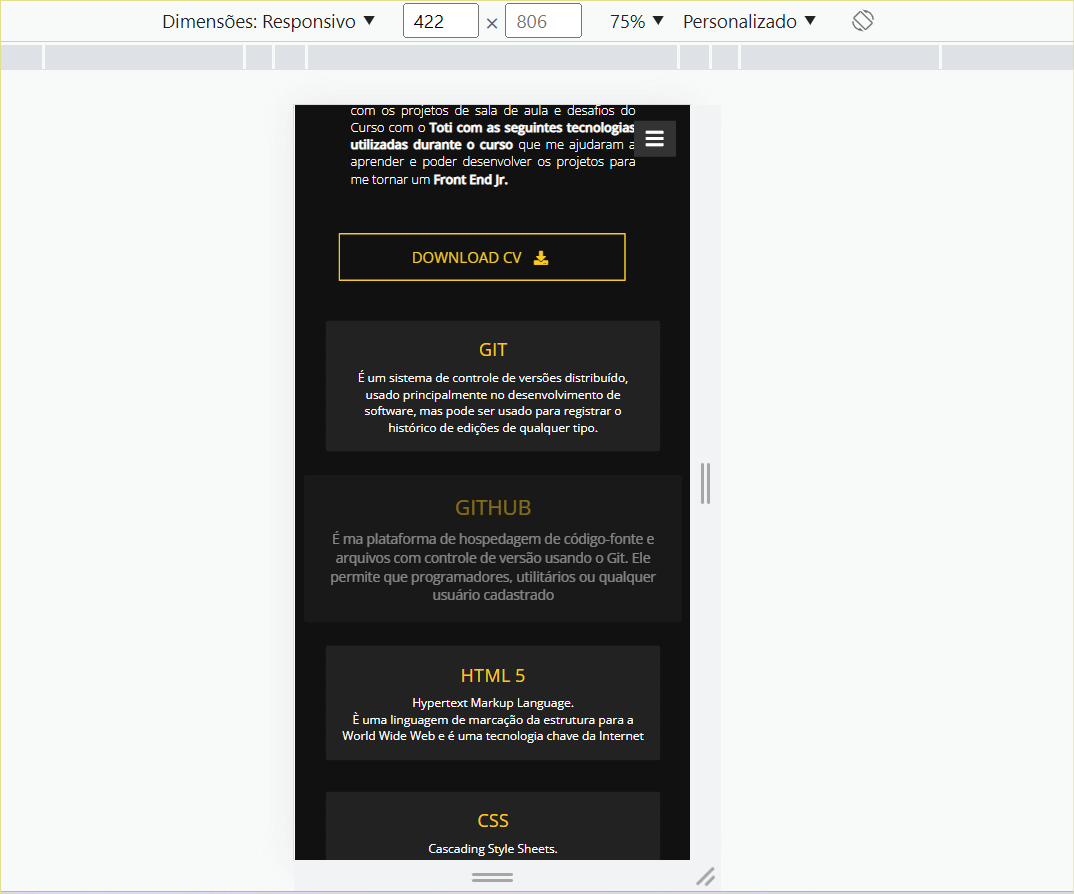 Dimensões: Responsivo ▼ 422 × 806 75% ▼ Personalizado ▼
com os projetos de sala de aula e desafios do
Curso com o Toti com as seguintes tecnologias
utilizadas durante o curso que me ajudaram a
aprender e poder desenvolver os projetos para
me tornar um Front End Jr.
DOWNLOAD CV
GIT
É um sistema de controle de versões distribuído,
usado principalmente no desenvolvimento de
software, mas pode ser usado para registrar o
histórico de edições de qualquer tipo.
GITHUB
É ma plataforma de hospedagem de código-fonte e
arquivos com controle de versão usando o Git. Ele
permite que programadores, utilitários ou qualquer
usuário cadastrado
HTML 5
Hypertext Markup Language.
È uma linguagem de marcação da estrutura para a
World Wide Web e é uma tecnologia chave da Internet
CSS
Cascading Style Sheets.